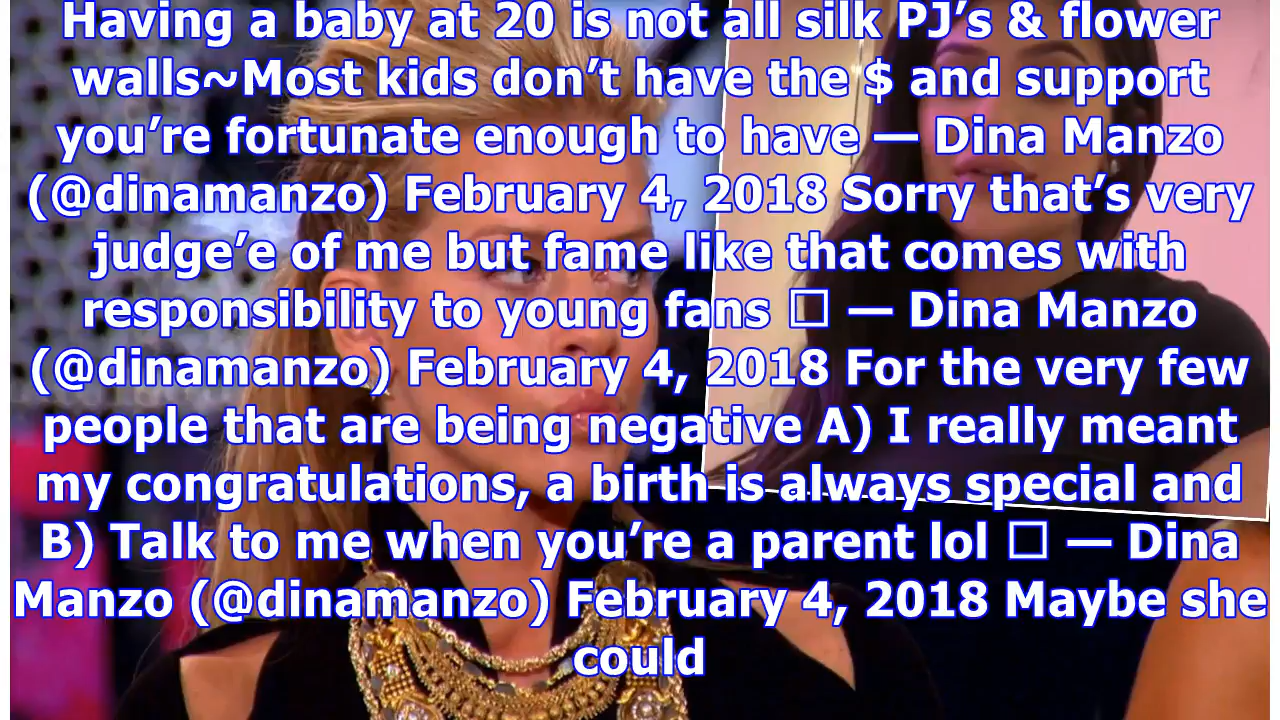 Having a baby at 20 is not all silk PJ’s & flower
walls~Most kids don’t have the $ and support
you’re fortunate enough to have — Dina Manzo
(@dinamanzo) February 4, 2018 Sorry that’s very
judge’e of me but fame like that comes with
responsibility to young fans □ — Dina Manzo
(@dinamanzo) February 4, 2018 For the very few
people that are being negative A) I really meant
my congratulations, a birth is always special and
B) Talk to me when you’re a parent lol □ — Dina
Manzo (@dinamanzo) February 4, 2018 Maybe she
could